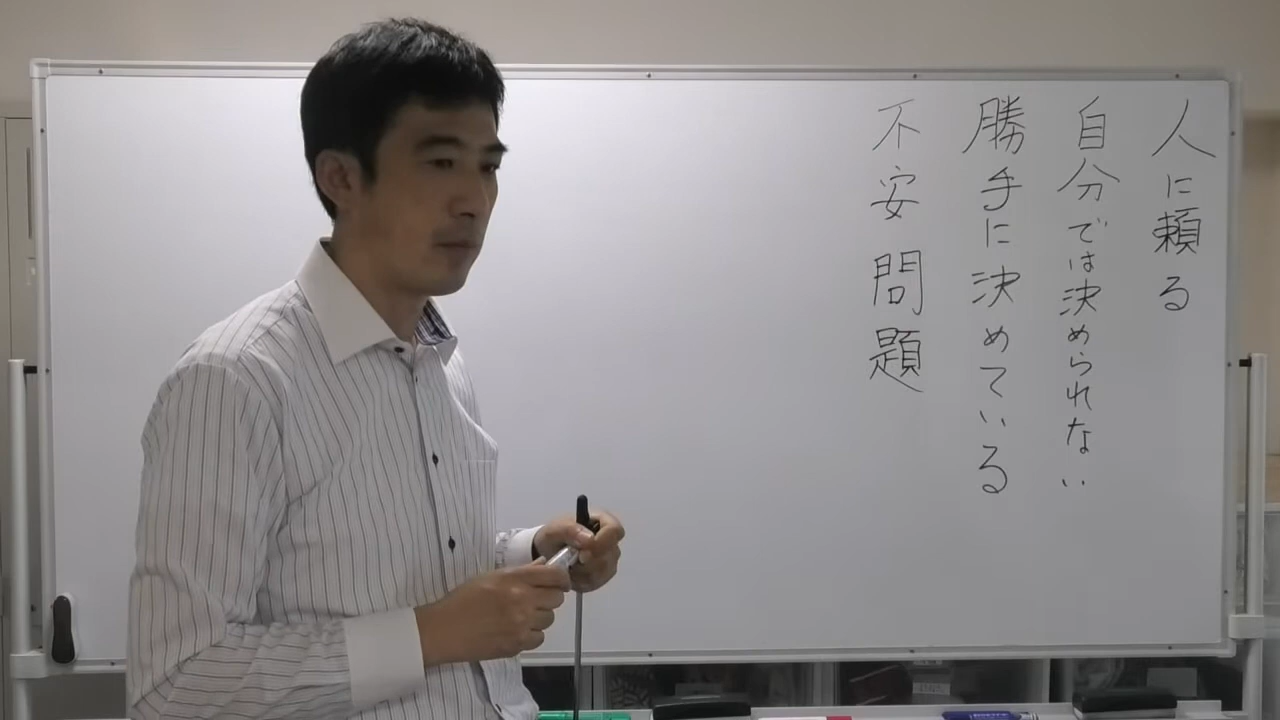 人に頼る
自分では決められない
勝手に決めている
不安問題